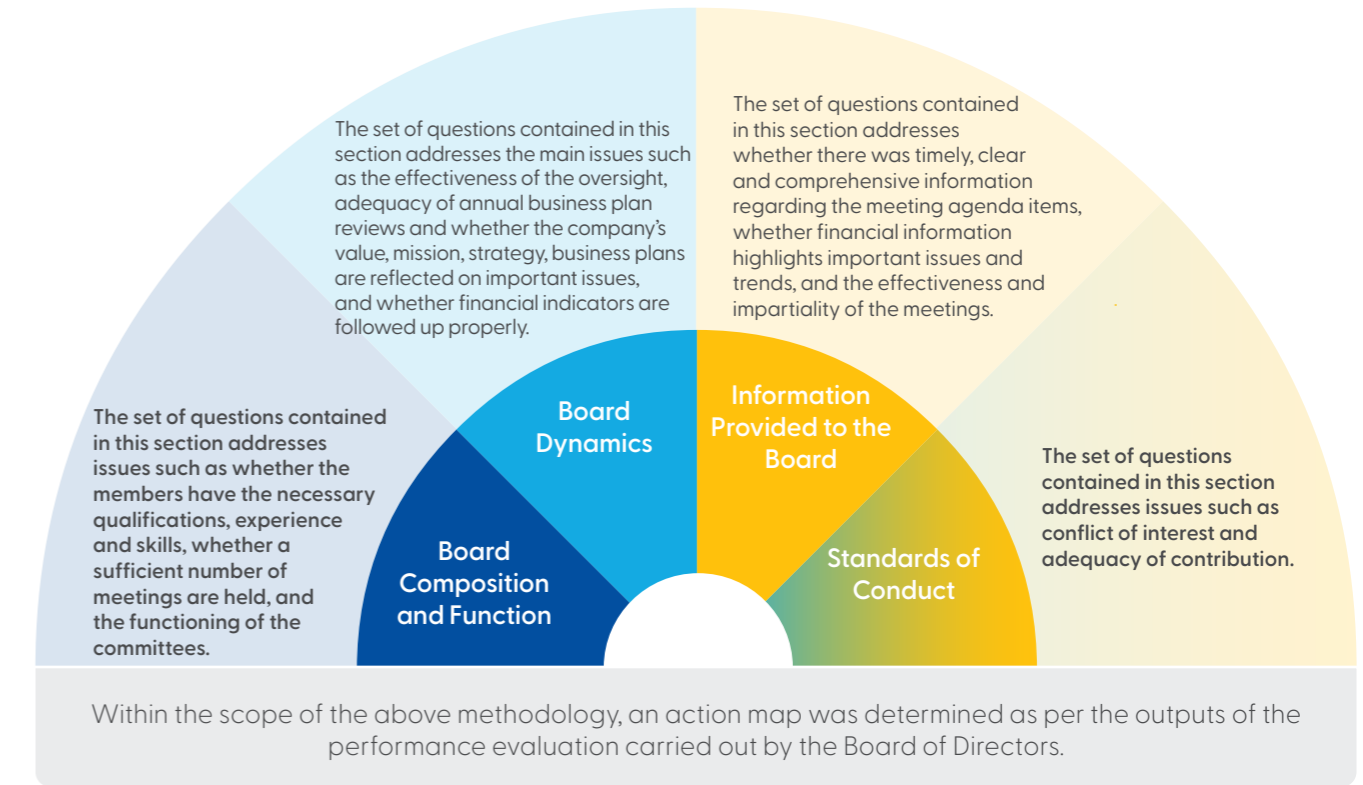 The set of questions contained in this
section addresses the main issues such
as the effectiveness of the oversight,
adequacy of annual business plan
reviews and whether the company's
value, mission, strategy, business plans
are reflected on important issues,
and whether financial indicators are
followed up properly.
The set of questions contained
in this section addresses
whether there was timely, clear
and comprehensive information
regarding the meeting agenda items,
whether financial information
highlights important issues and
trends, and the effectiveness and
impartiality of the meetings.
The set of questions contained
in this section addresses
issues such as whether the
members have the necessary
qualifications, experience
and skills, whether a
sufficient number of
meetings are held, and
the functioning of the
committees.
Board
Dynamics
Information
Provided to the
Board
Board
Composition
and Function
Standards of
Conduct
The set of questions
contained in this section
addresses issues such as
conflict of interest and
adequacy of contribution.
Within the scope of the above methodology, an action map was determined as per the outputs of the
performance evaluation carried out by the Board of Directors.